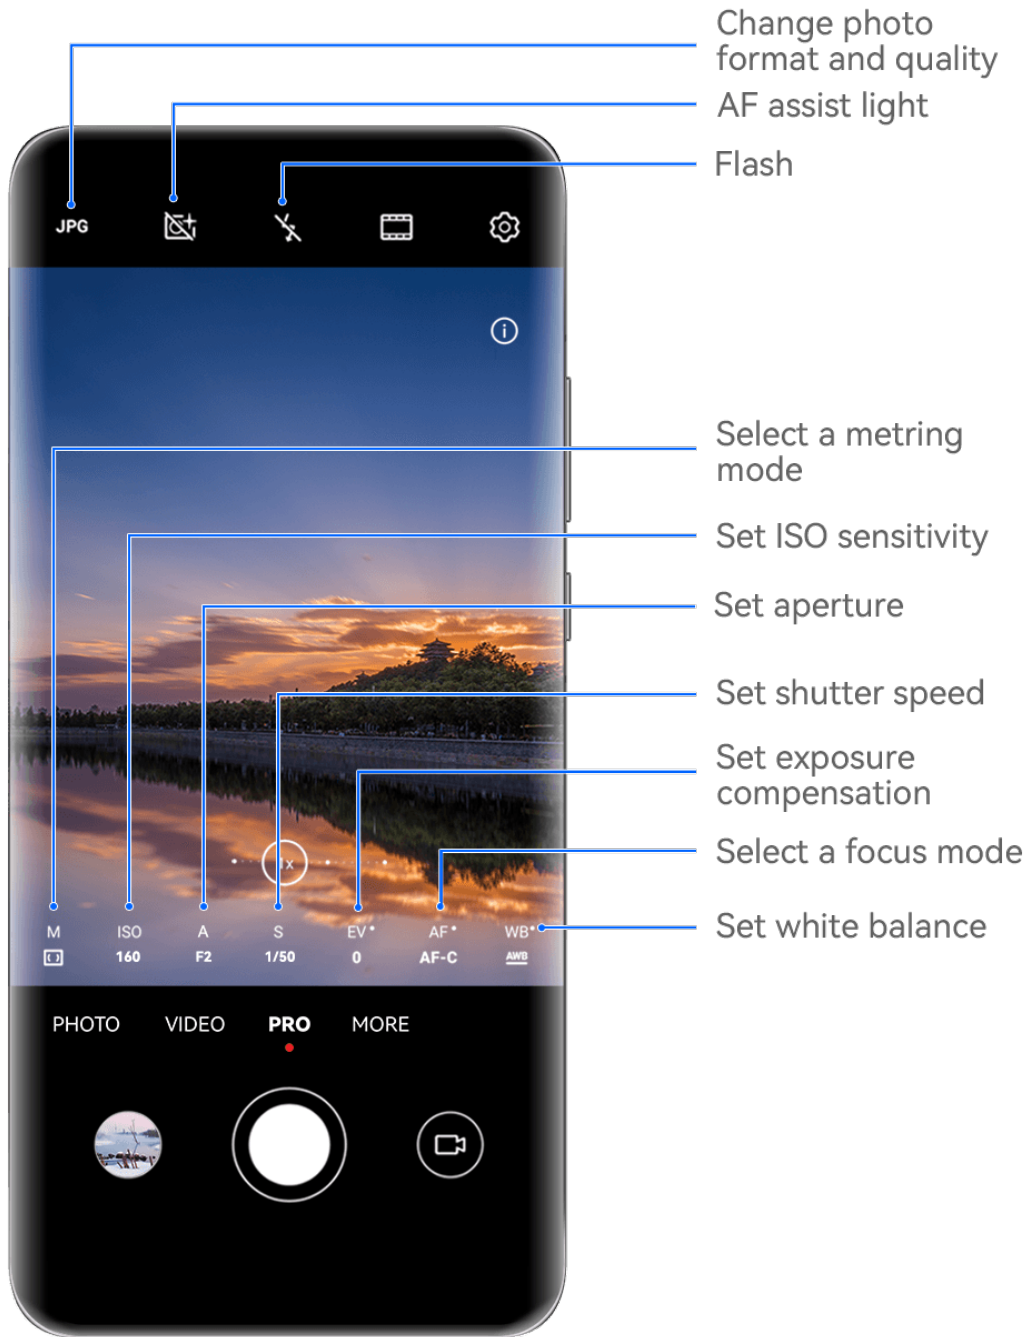 Change photo
format and quality
AF assist light
Flash
JPG
Select a metring
mode
Set ISO sensitivity
Set aperture
Set shutter speed
Set exposure
compensation
Select a focus mode
Set white balance
M ISO A S EV AF WB
160 F2 1/50 0 AF-C AWB
PHOTO VIDEO PRO MORE